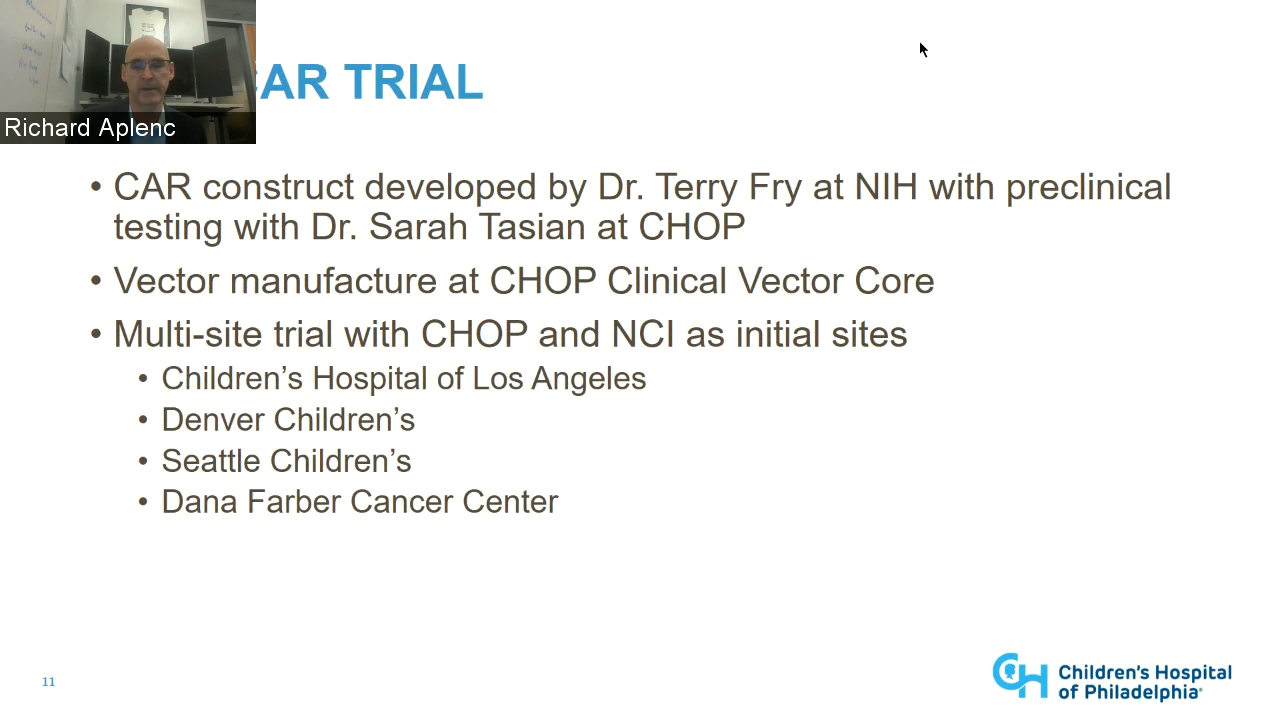 CAR TRIAL
Richard Aplenc
• CAR construct developed by Dr. Terry Fry at NIH with preclinical
testing with Dr. Sarah Tasian at CHOP
• Vector manufacture at CHOP Clinical Vector Core
• Multi-site trial with CHOP and NCI as initial sites
• Children's Hospital of Los Angeles
• Denver Children's
• Seattle Children's
• Dana Farber Cancer Center
11
CH Children's Hospital
of Philadelphia